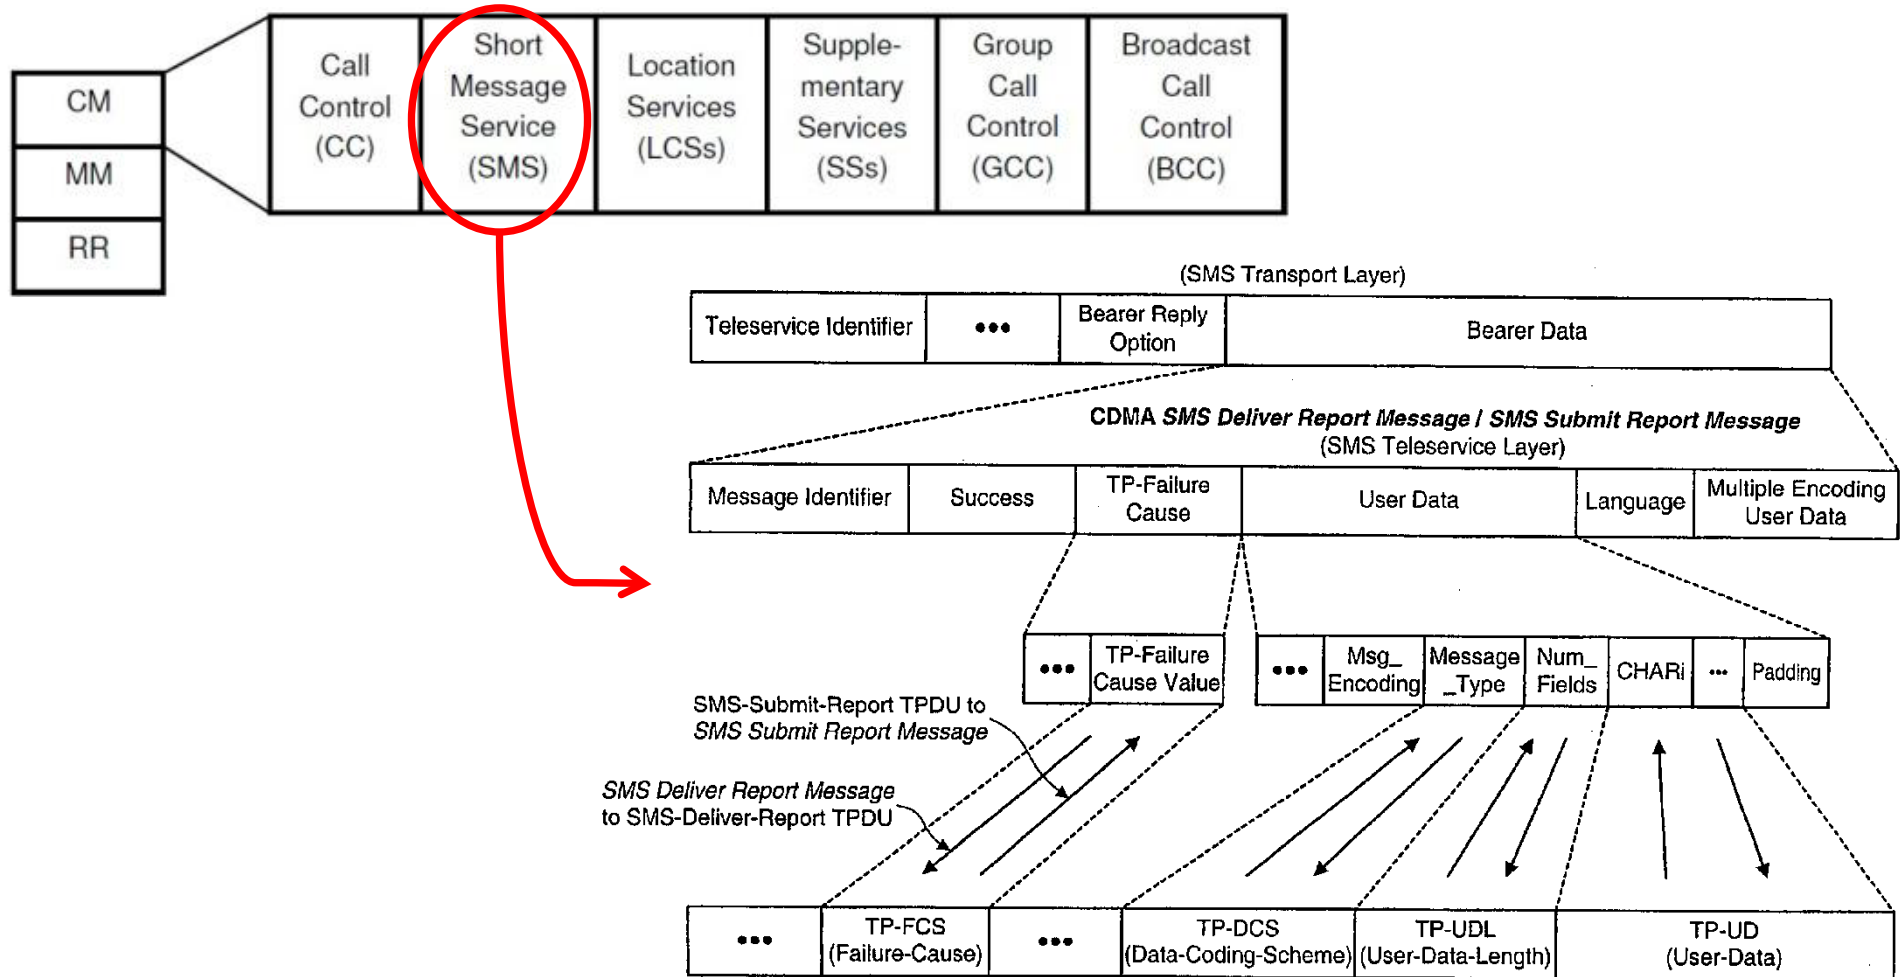 CM
MM
RR
Call
Control
(CC)
Short
Message
Service
(SMS)
Location
Services
(LCSs)
Supple-
mentary
Services
(SSs)
Group
Call
Control
(GCC)
Broadcast
Call
Control
(BCC)
(SMS Transport Layer)
Teleservice Identifier
•••
Bearer Reply
Option
Bearer Data
CDMA SMS Deliver Report Message / SMS Submit Report Message
(SMS Teleservice Layer)
Message Identifier
Success
TP-Failure
Cause
User Data
Language
Multiple Encoding
User Data
•••
TP-Failure
Cause Value
•••
Msg_
Encoding
Message
_Type
Num_
Fields
CHARi
•••
Padding
SMS-Submit-Report TPDU to
SMS Submit Report Message
SMS Deliver Report Message
to SMS-Deliver-Report TPDU
•••
TP-FCS
(Failure-Cause)
•••
TP-DCS
(Data-Coding-Scheme)
TP-UDL
(User-Data-Length)
TP-UD
(User-Data)